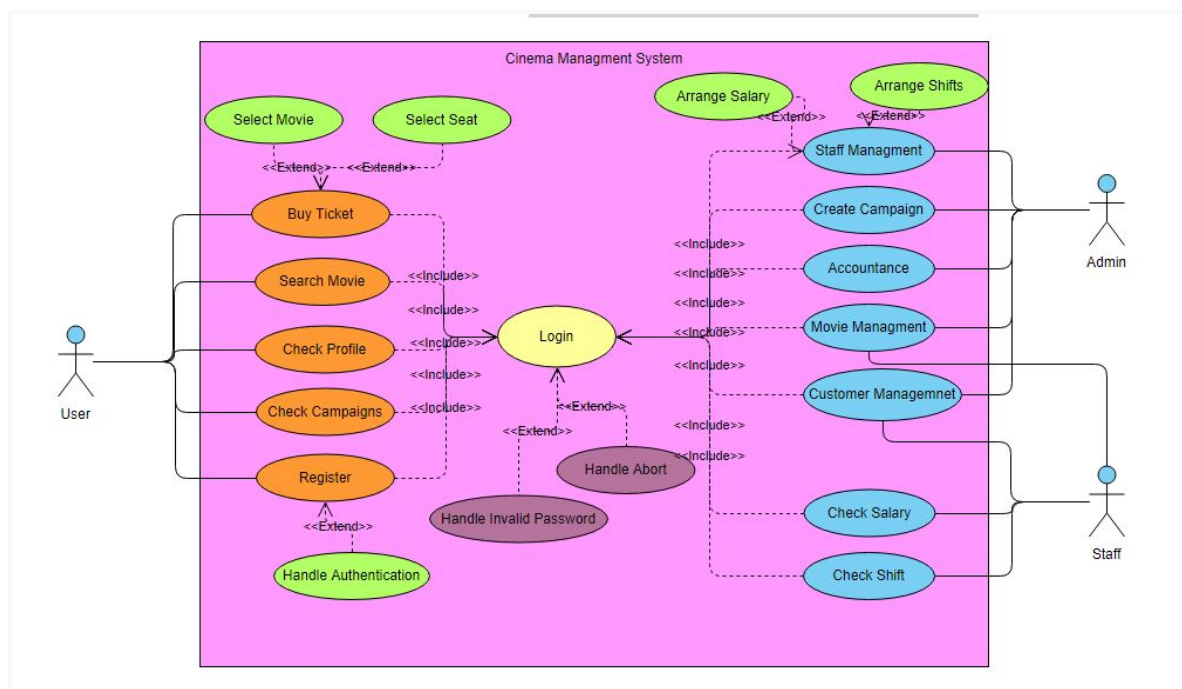 Cinema Managment System
Arrange Salary
Arrange Shifts
<<Extend>>
<<Extend>>
Select Movie
Select Seat
<<Extend>>
<<Extend>>
Staff Managment
Buy Ticket
Create Campaign
<<Include>>
Admin
Search Movie
<<Include>>
<<Include>>
Accountance
<<Include>>
<<Include>>
Movie Managment
Login
<<Include>>
Check Profile
<<Include>>
<<Include>>
<<Include>>
Customer Managemnet
User
Check Campaigns
<<Include>>
<<Extend>>
<<Include>>
<<Extend>>
<<Include>>
Register
Handle Abort
Check Salary
<<Extend>>
Handle Invalid Password
Staff
Handle Authentication
Check Shift